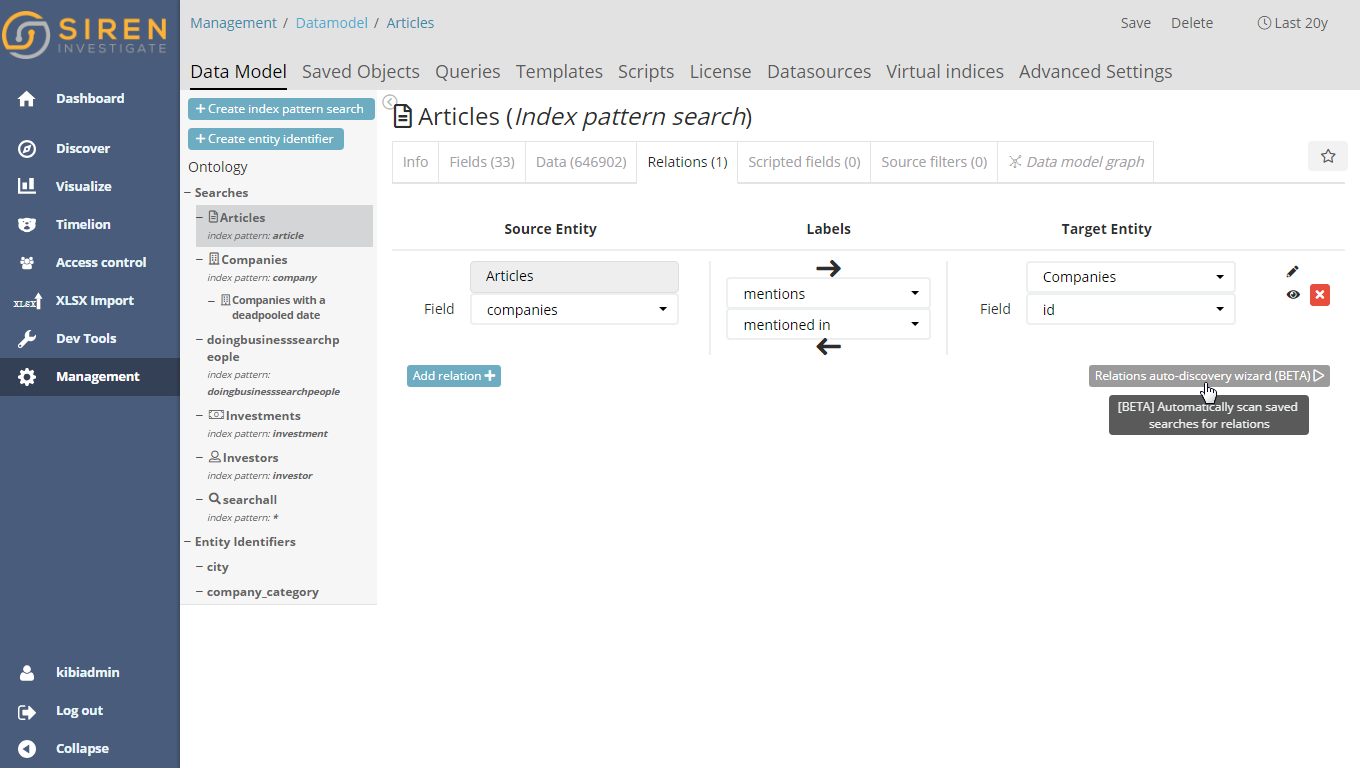 SIREN
INVESTIGATE
Dashboard
Discover
Visualize
Timelion
Access control
XLSX Import
Dev Tools
Management
kibiadmin
Log out
Collapse
Management / Datamodel / Articles
Save Delete Last 20y
Data Model Saved Objects Queries Templates Scripts License Datasources Virtual indices Advanced Settings
+ Create index pattern search
+ Create entity identifier
Ontology
– Searches
– Articles
index pattern: article
– Companies
index pattern: company
– Companies with a
deadpooled date
– doingbusinesssearchp
eople
index pattern:
doingbusinesssearchpeople
– Investments
index pattern: investment
– Investors
index pattern: investor
– searchall
index pattern: *
– Entity Identifiers
– city
– company_category
Articles (Index pattern search)
Info Fields (33) Data (646902) Relations (1) Scripted fields (0) Source filters (0) Data model graph
Source Entity Labels Target Entity
Articles
Field companies
mentions
mentioned in
Companies
Field id
Add relation +
Relations auto-discovery wizard (BETA)
[BETA] Automatically scan saved
searches for relations